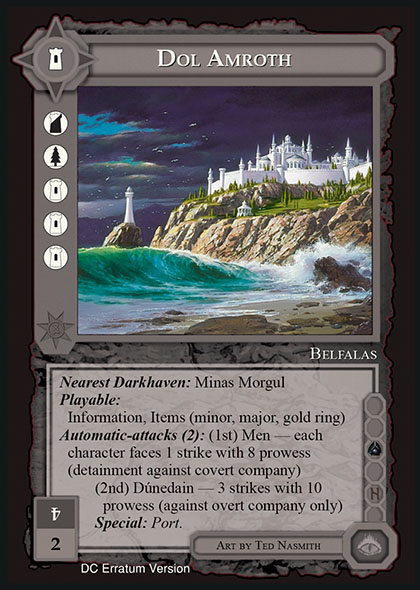 Dol Amroth
Belfalas
Nearest Darkhaven: Minas Morgul
Playable:
Information, Items (minor, major, gold ring)
Automatic-attacks (2): (1st) Men — each
character faces 1 strike with 8 prowess
(detainment against covert company)
(2nd) Dúnedain — 3 strikes with 10
prowess (against overt company only)
Special: Port.
2
Art by Ted Nasmith
DC Erratum Version